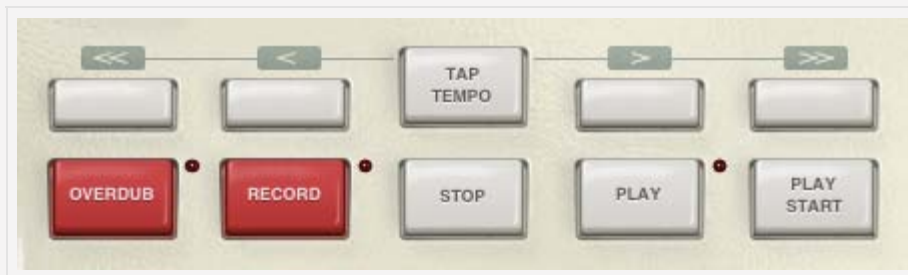 << < > >>
TAP
TEMPO
OVERDUB RECORD STOP PLAY PLAY
START